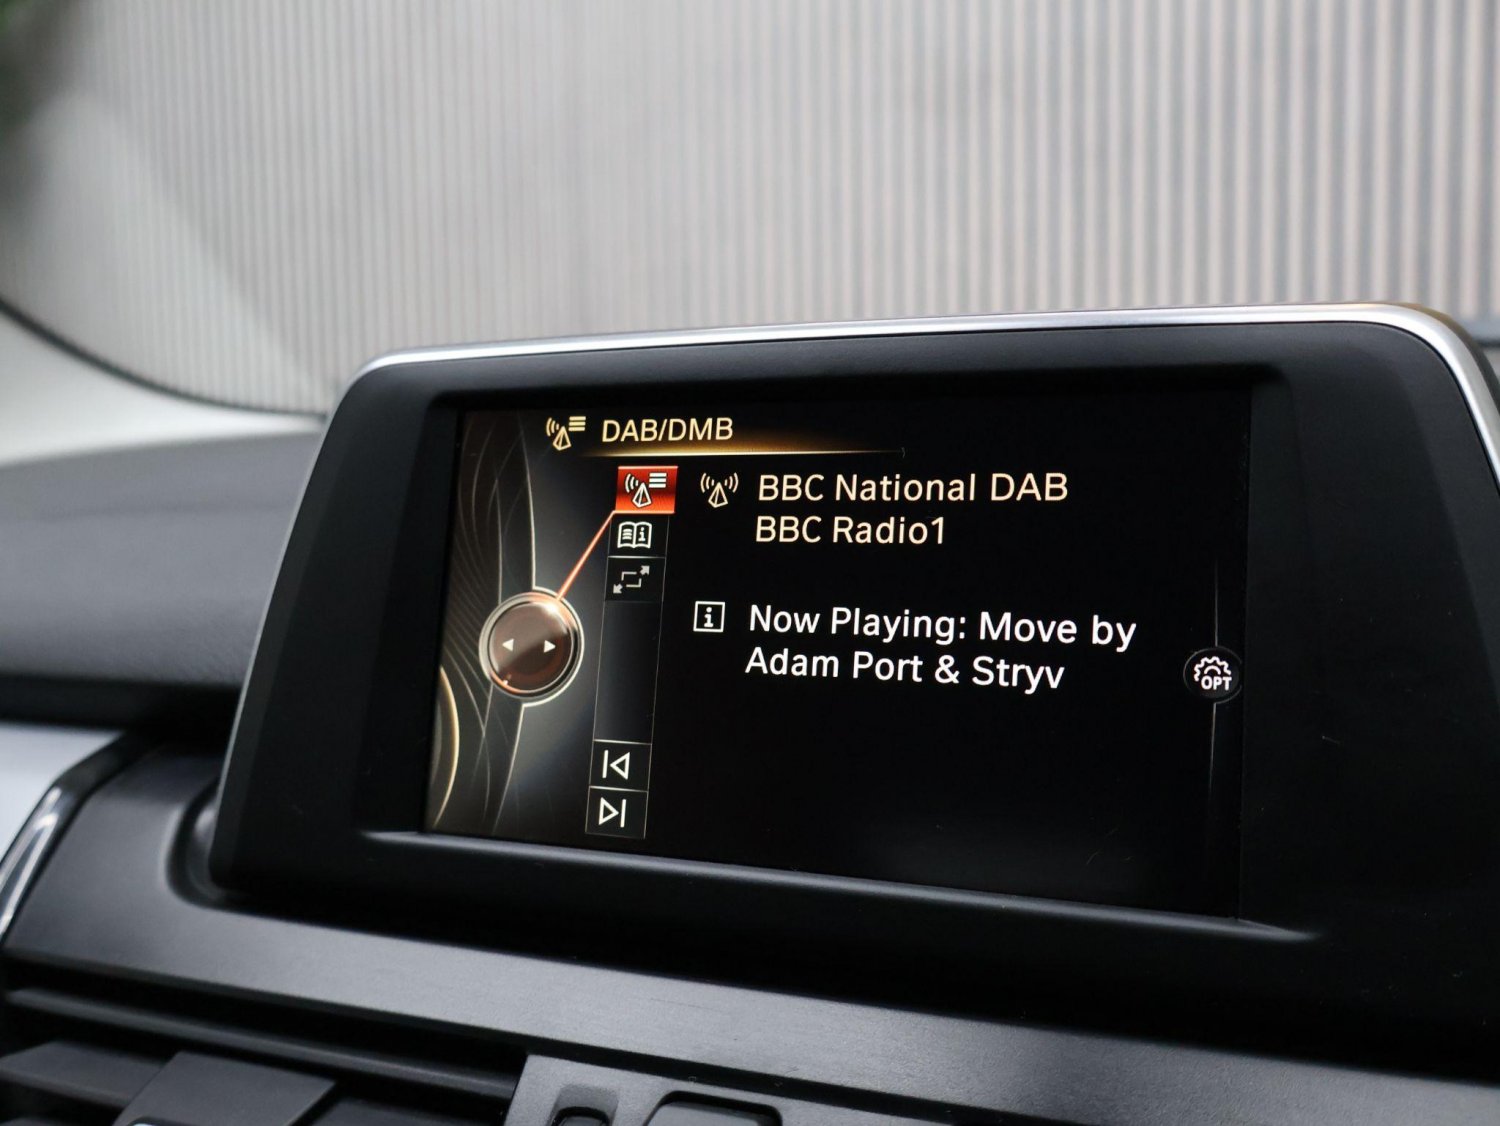 DAB/DMB
BBC National DAB
BBC Radio1
Now Playing: Move by
Adam Port & Stryv
OPT